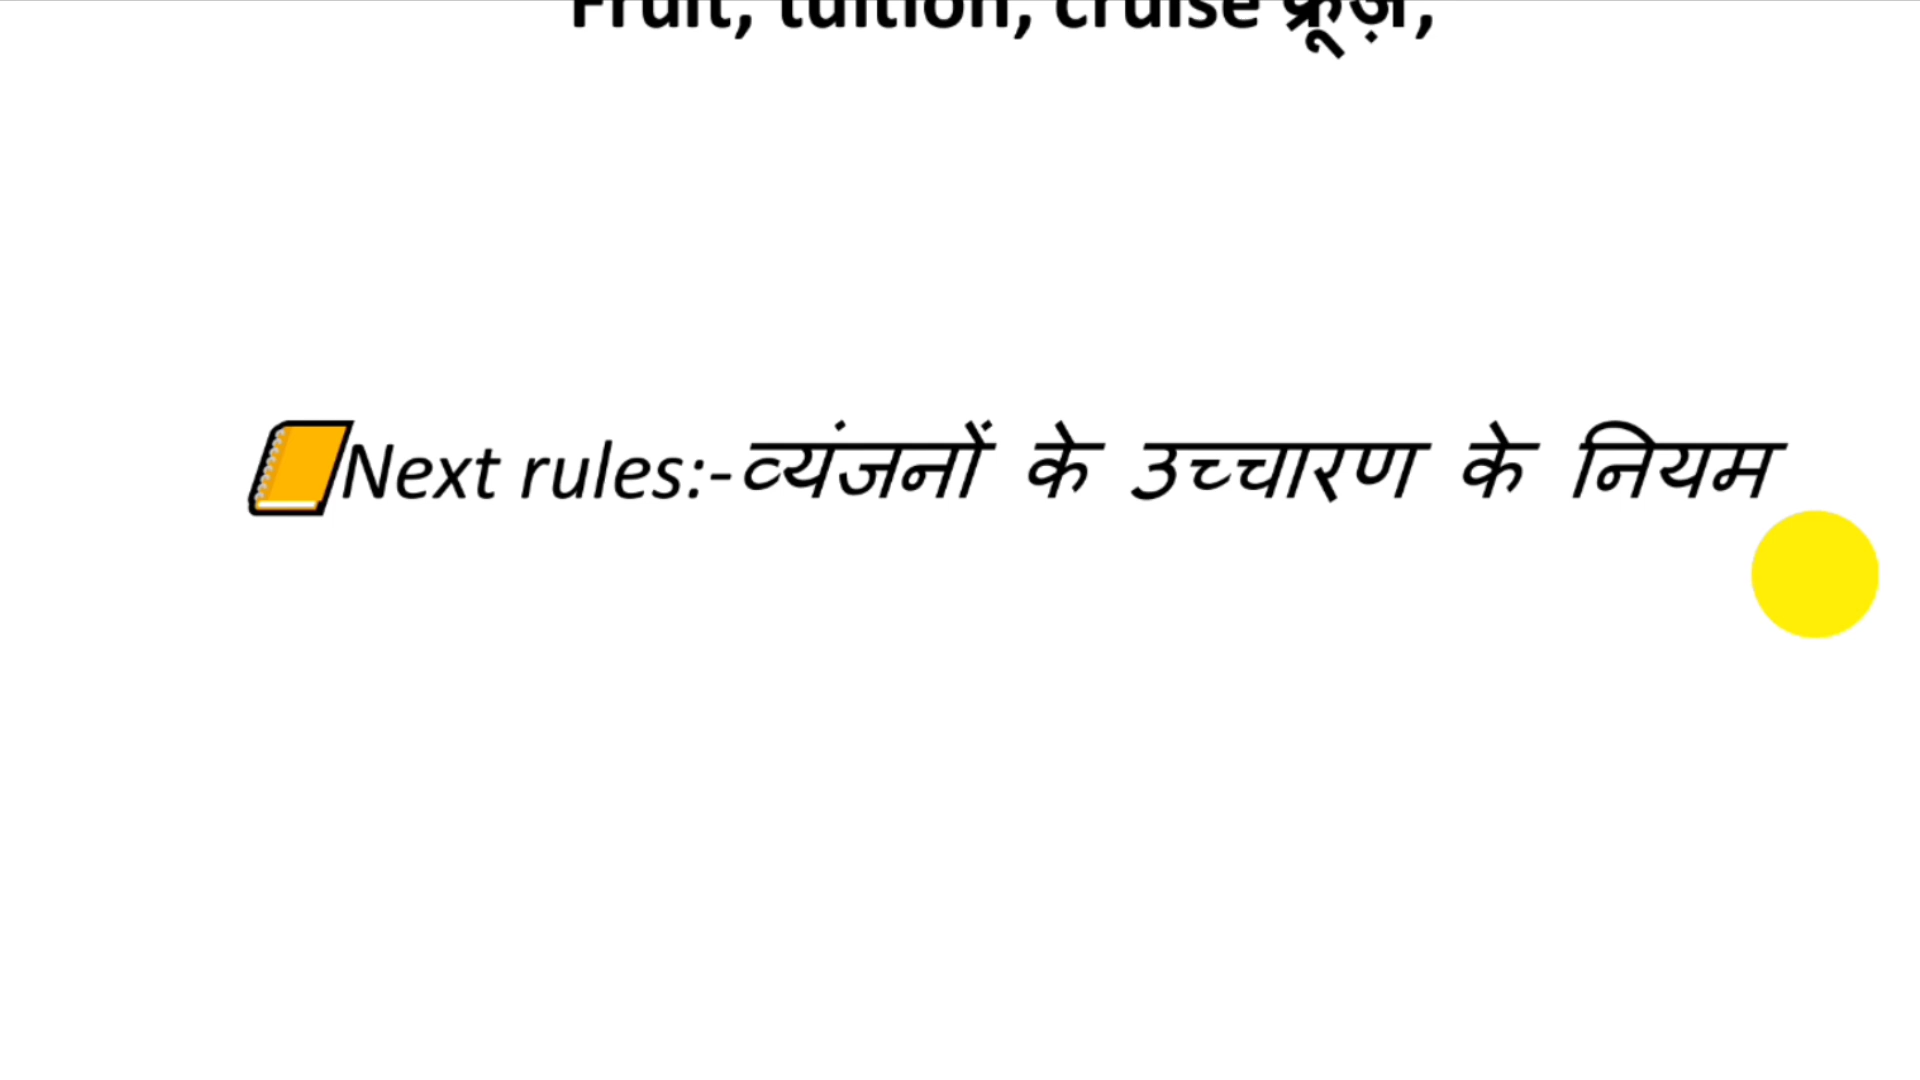 Fruit, tuition, cruise क्रूज़,
Next rules:-व्यंजनों के उच्चारण के नियम